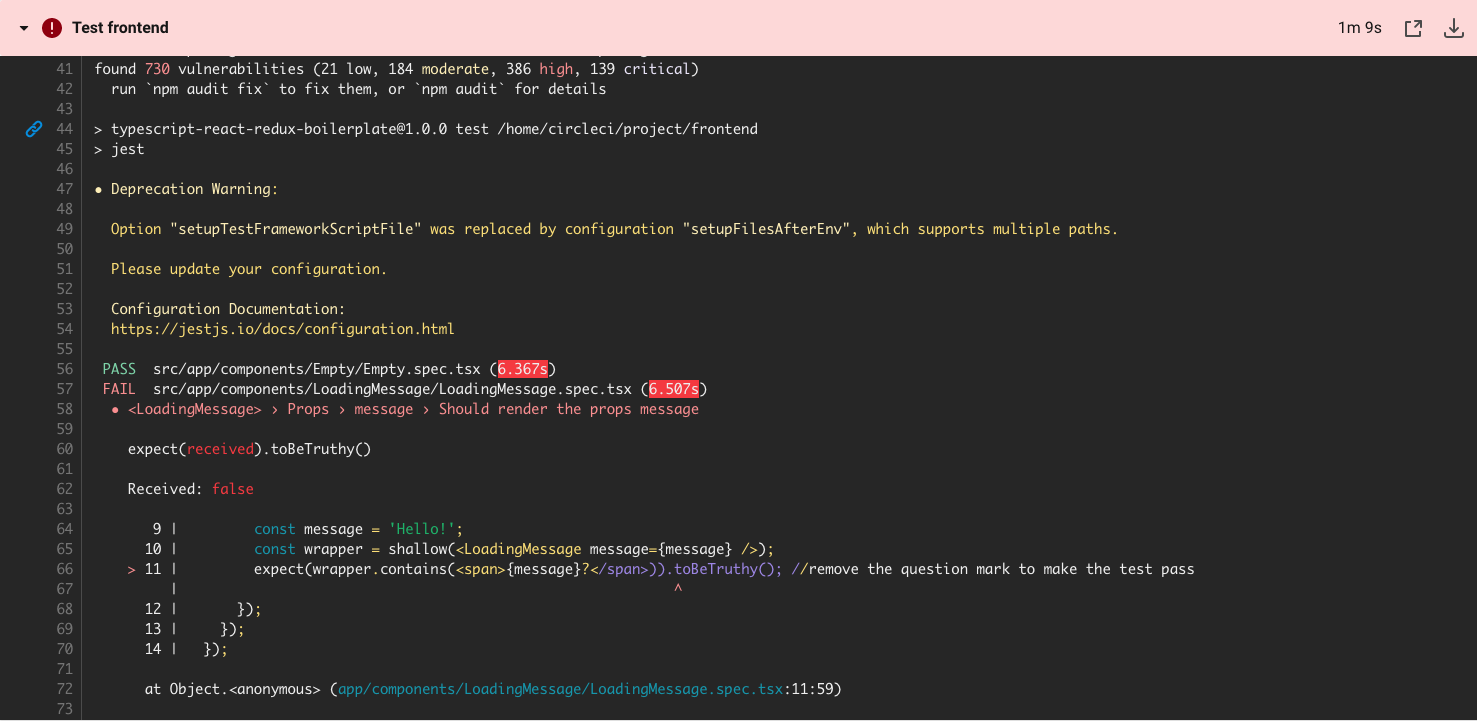 Test frontend 1m 9s
41 found 730 vulnerabilities (21 low, 184 moderate, 386 high, 139 critical)
42 run `npm audit fix` to fix them, or `npm audit` for details
43
44 > typescript-react-redux-boilerplate@1.0.0 test /home/circleci/project/frontend
45 > jest
46
47 ● Deprecation Warning:
48
49 Option "setupTestFrameworkScriptFile" was replaced by configuration "setupFilesAfterEnv", which supports multiple paths.
50
51 Please update your configuration.
52
53 Configuration Documentation:
54 https://jestjs.io/docs/configuration.html
55
56 PASS src/app/components/Empty/Empty.spec.tsx (6.367s)
57 FAIL src/app/components/LoadingMessage/LoadingMessage.spec.tsx (6.507s)
58 ● <LoadingMessage> › Props › message › Should render the props message
59
60 expect(received).toBeTruthy()
61
62 Received: false
63
64 9 | const message = 'Hello!';
65 10 | const wrapper = shallow(<LoadingMessage message={message} />);
66 > 11 | expect(wrapper.contains(<span>{message}?</span>)).toBeTruthy(); //remove the question mark to make the test pass
67 | ^
68 12 | });
69 13 | });
70 14 | });
71
72 at Object.<anonymous> (app/components/LoadingMessage/LoadingMessage.spec.tsx:11:59)
73